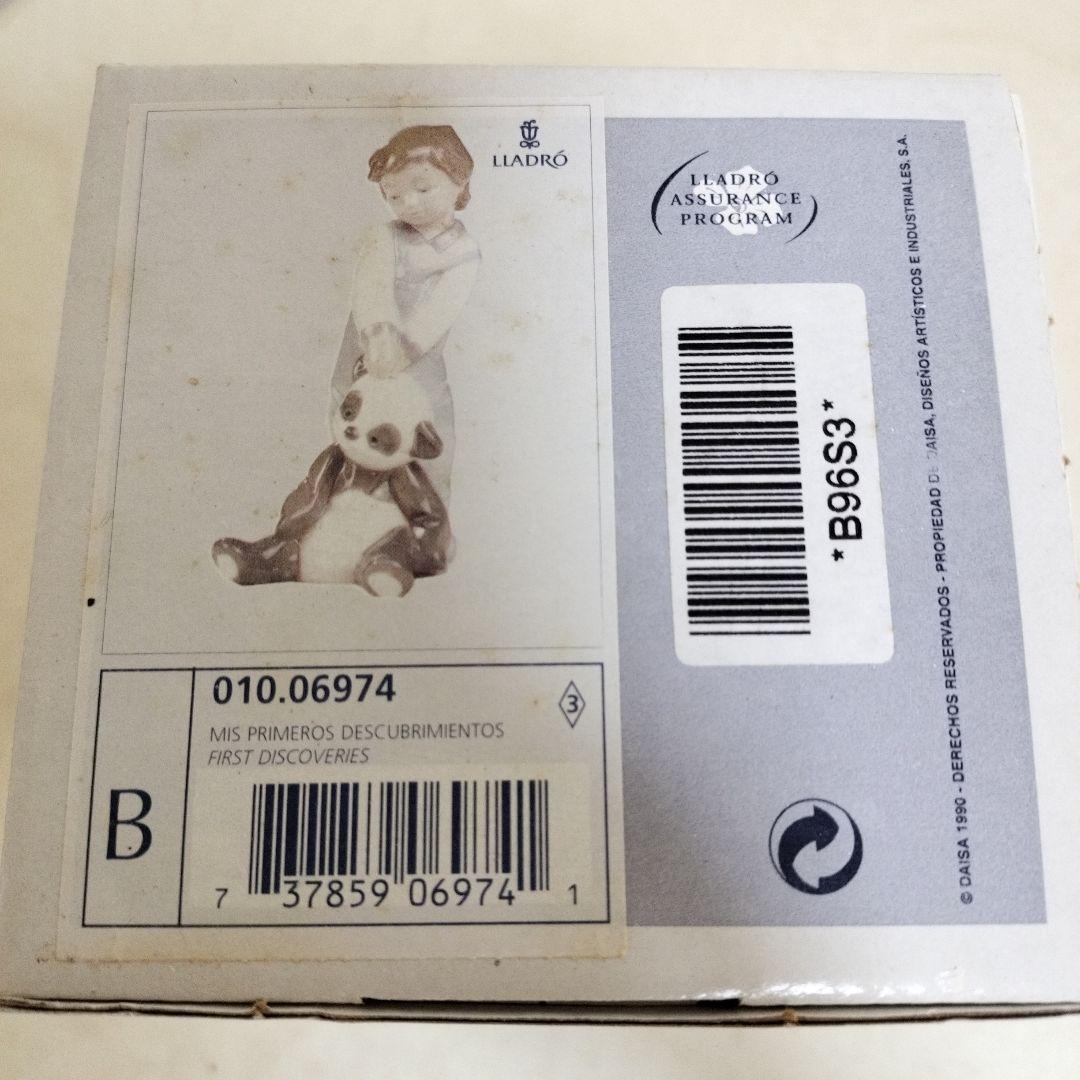 LLADRÓ
010.06974
3
MIS PRIMEROS DESCUBRIMIENTOS
FIRST DISCOVERIES
B
7 37859 06974 1
LLADRÓ
ASSURANCE
PROGRAM
*B96S3*
© DAISA 1990 - DERECHOS RESERVADOS - PROPIEDAD DE DAISA, DISEÑOS ARTÍSTICOS E INDUSTRIALES, S.A.